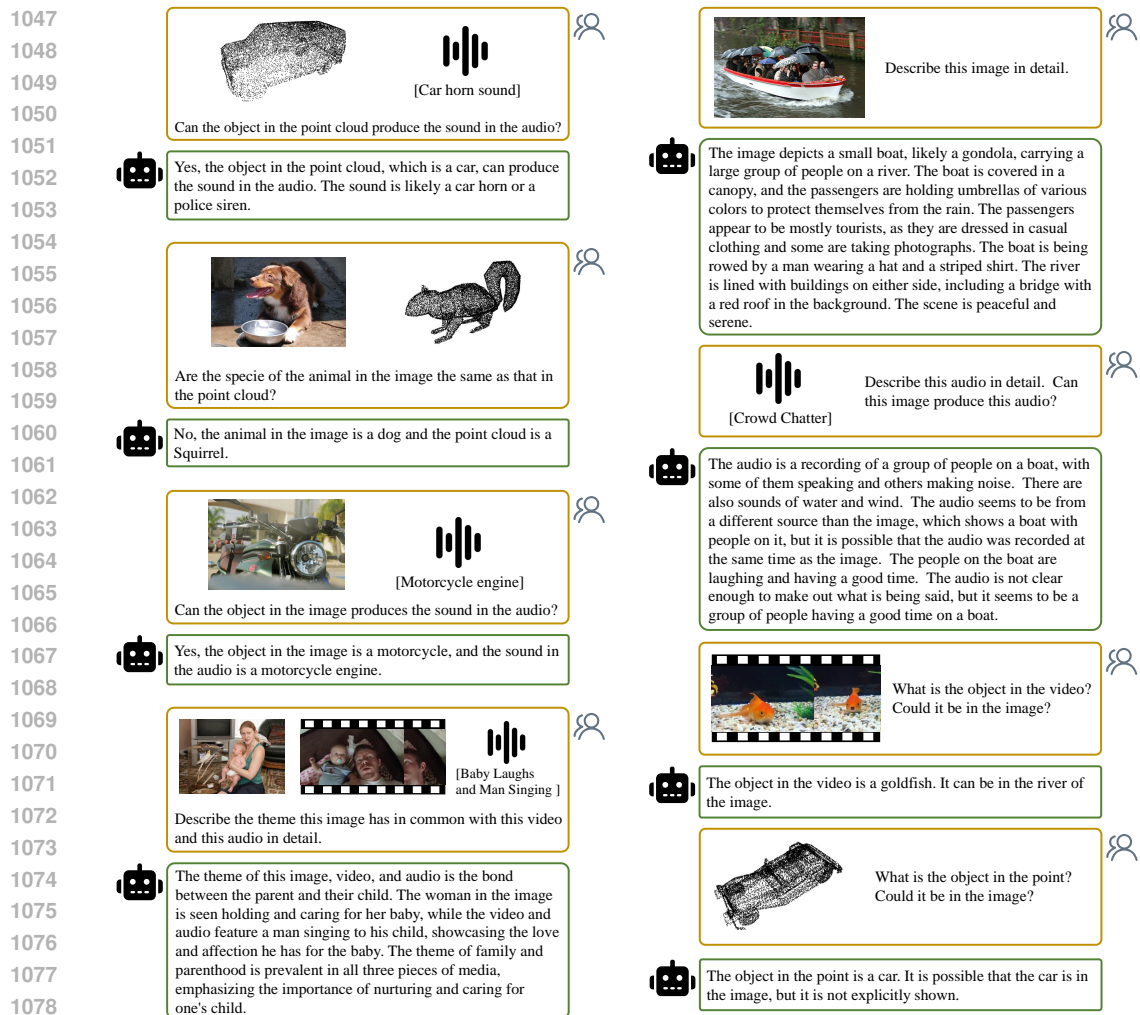 1047
1048
1049
1050
1051
1052
1053
1054
1055
1056
1057
1058
1059
1060
1061
1062
1063
1064
1065
1066
1067
1068
1069
1070
1071
1072
1073
1074
1075
1076
1077
1078
[Car horn sound]
Can the object in the point cloud produce the sound in the audio?
Yes, the object in the point cloud, which is a car, can produce
the sound in the audio. The sound is likely a car horn or a
police siren.
Are the specie of the animal in the image the same as that in
the point cloud?
No, the animal in the image is a dog and the point cloud is a
Squirrel.
[Motorcycle engine]
Can the object in the image produces the sound in the audio?
Yes, the object in the image is a motorcycle, and the sound in
the audio is a motorcycle engine.
[Baby Laughs
and Man Singing ]
Describe the theme this image has in common with this video
and this audio in detail.
The theme of this image, video, and audio is the bond
between the parent and their child. The woman in the image
is seen holding and caring for her baby, while the video and
audio feature a man singing to his child, showcasing the love
and affection he has for the baby. The theme of family and
parenthood is prevalent in all three pieces of media,
emphasizing the importance of nurturing and caring for
one's child.
Describe this image in detail.
The image depicts a small boat, likely a gondola, carrying a
large group of people on a river. The boat is covered in a
canopy, and the passengers are holding umbrellas of various
colors to protect themselves from the rain. The passengers
appear to be mostly tourists, as they are dressed in casual
clothing and some are taking photographs. The boat is being
rowed by a man wearing a hat and a striped shirt. The river
is lined with buildings on either side, including a bridge with
a red roof in the background. The scene is peaceful and
serene.
[Crowd Chatter]
Describe this audio in detail. Can
this image produce this audio?
The audio is a recording of a group of people on a boat, with
some of them speaking and others making noise. There are
also sounds of water and wind. The audio seems to be from
a different source than the image, which shows a boat with
people on it, but it is possible that the audio was recorded at
the same time as the image. The people on the boat are
laughing and having a good time. The audio is not clear
enough to make out what is being said, but it seems to be a
group of people having a good time on a boat.
What is the object in the video?
Could it be in the image?
The object in the video is a goldfish. It can be in the river of
the image.
What is the object in the point?
Could it be in the image?
The object in the point is a car. It is possible that the car is in
the image, but it is not explicitly shown.